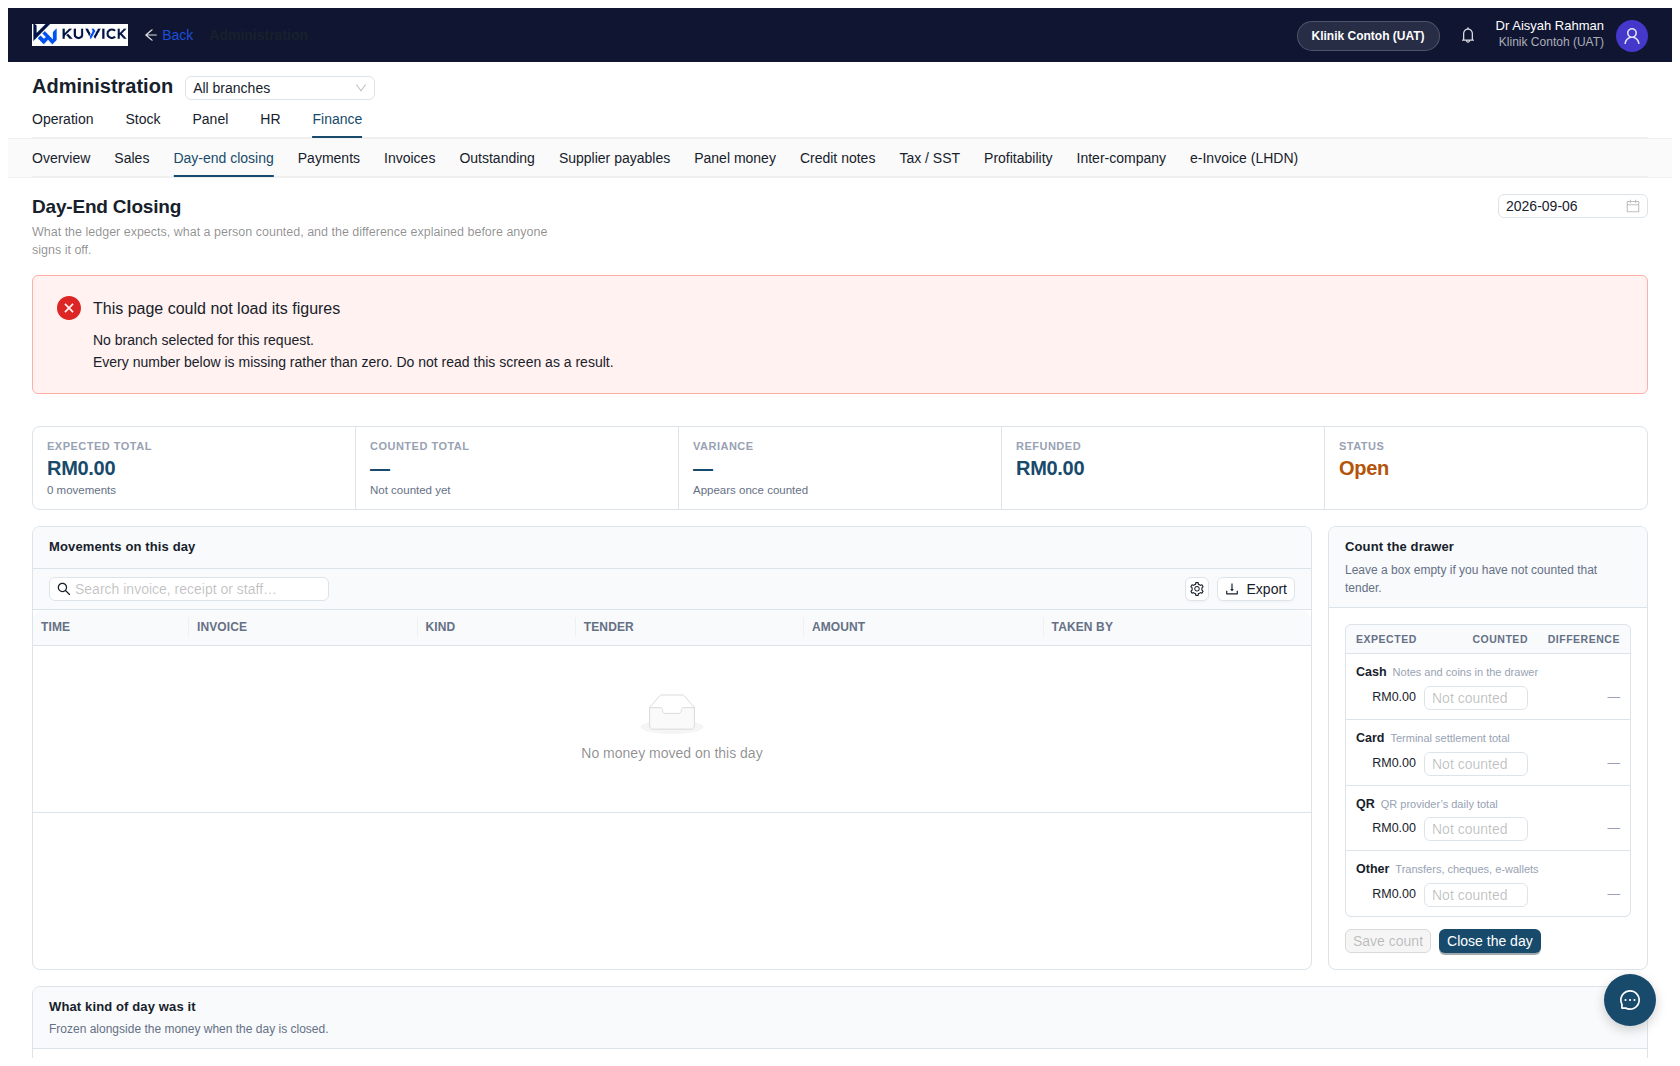 KUWICK
Back Administration
Klinik Contoh (UAT)
Dr Aisyah Rahman
Klinik Contoh (UAT)
Administration
All branches
Operation Stock Panel HR Finance
Overview Sales Day-end closing Payments Invoices Outstanding Supplier payables Panel money Credit notes Tax / SST Profitability Inter-company e-Invoice (LHDN)
Day-End Closing
2026-09-06
What the ledger expects, what a person counted, and the difference explained before anyone
signs it off.
This page could not load its figures
No branch selected for this request.
Every number below is missing rather than zero. Do not read this screen as a result.
EXPECTED TOTAL COUNTED TOTAL VARIANCE REFUNDED STATUS
RM0.00 — — RM0.00 Open
0 movements Not counted yet Appears once counted
Movements on this day
Search invoice, receipt or staff…
Export
TIME INVOICE KIND TENDER AMOUNT TAKEN BY
No money moved on this day
Count the drawer
Leave a box empty if you have not counted that
tender.
EXPECTED COUNTED DIFFERENCE
Cash Notes and coins in the drawer
RM0.00 Not counted —
Card Terminal settlement total
RM0.00 Not counted —
QR QR provider's daily total
RM0.00 Not counted —
Other Transfers, cheques, e-wallets
RM0.00 Not counted —
Save count Close the day
What kind of day was it
Frozen alongside the money when the day is closed.